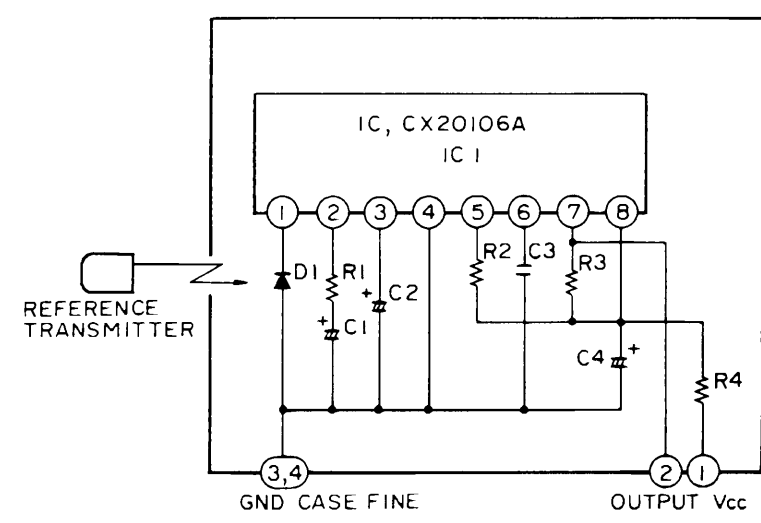 IC, CX20106A
IC 1
1 2 3 4 5 6 7 8
D1 R1 C1 + C2 + R2 C3 R3
C4 + R4
REFERENCE
TRANSMITTER
3,4 2 1
GND CASE FINE OUTPUT Vcc